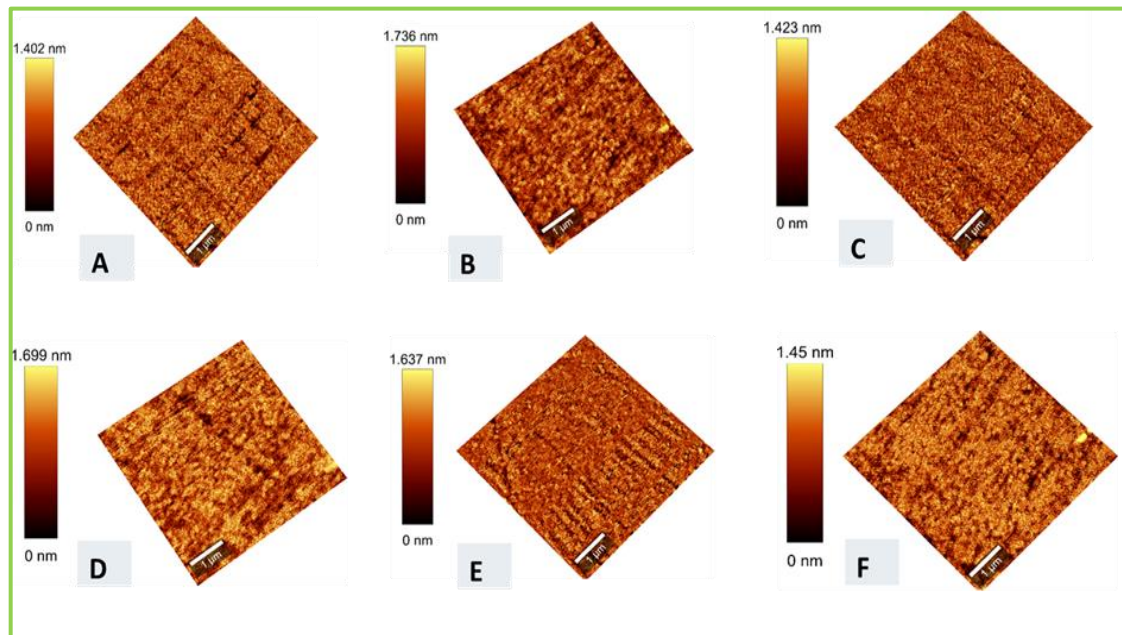 1.402 nm
0 nm
1 µm
A
1.736 nm
0 nm
1 µm
B
1.423 nm
0 nm
1 µm
C
1.699 nm
0 nm
1 µm
D
1.637 nm
0 nm
1 µm
E
1.45 nm
0 nm
1 µm
F